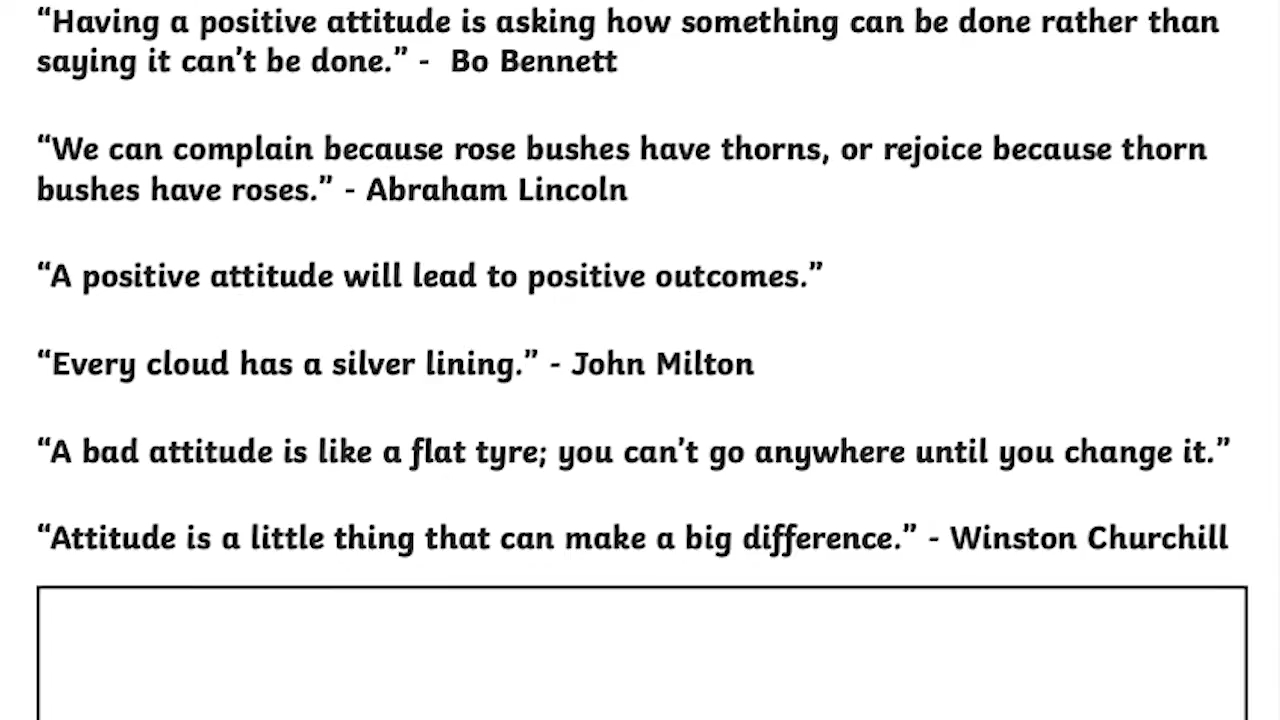 “Having a positive attitude is asking how something can be done rather than
saying it can’t be done.” -  Bo Bennett
“We can complain because rose bushes have thorns, or rejoice because thorn
bushes have roses.” - Abraham Lincoln
“A positive attitude will lead to positive outcomes.”
“Every cloud has a silver lining.” - John Milton
“A bad attitude is like a flat tyre; you can’t go anywhere until you change it.”
“Attitude is a little thing that can make a big difference.” - Winston Churchill